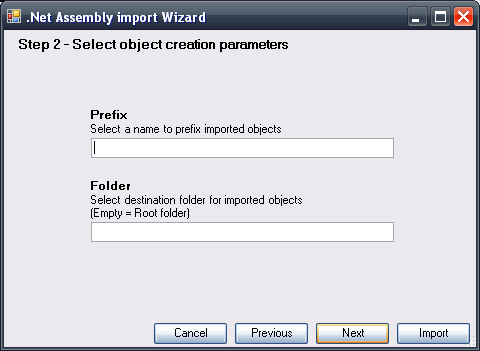 .Net Assembly import Wizard
Step 2 - Select object creation parameters
Prefix
Select a name to prefix imported objects
Folder
Select destination folder for imported objects
(Empty = Root folder)
Cancel
Previous
Next
Import